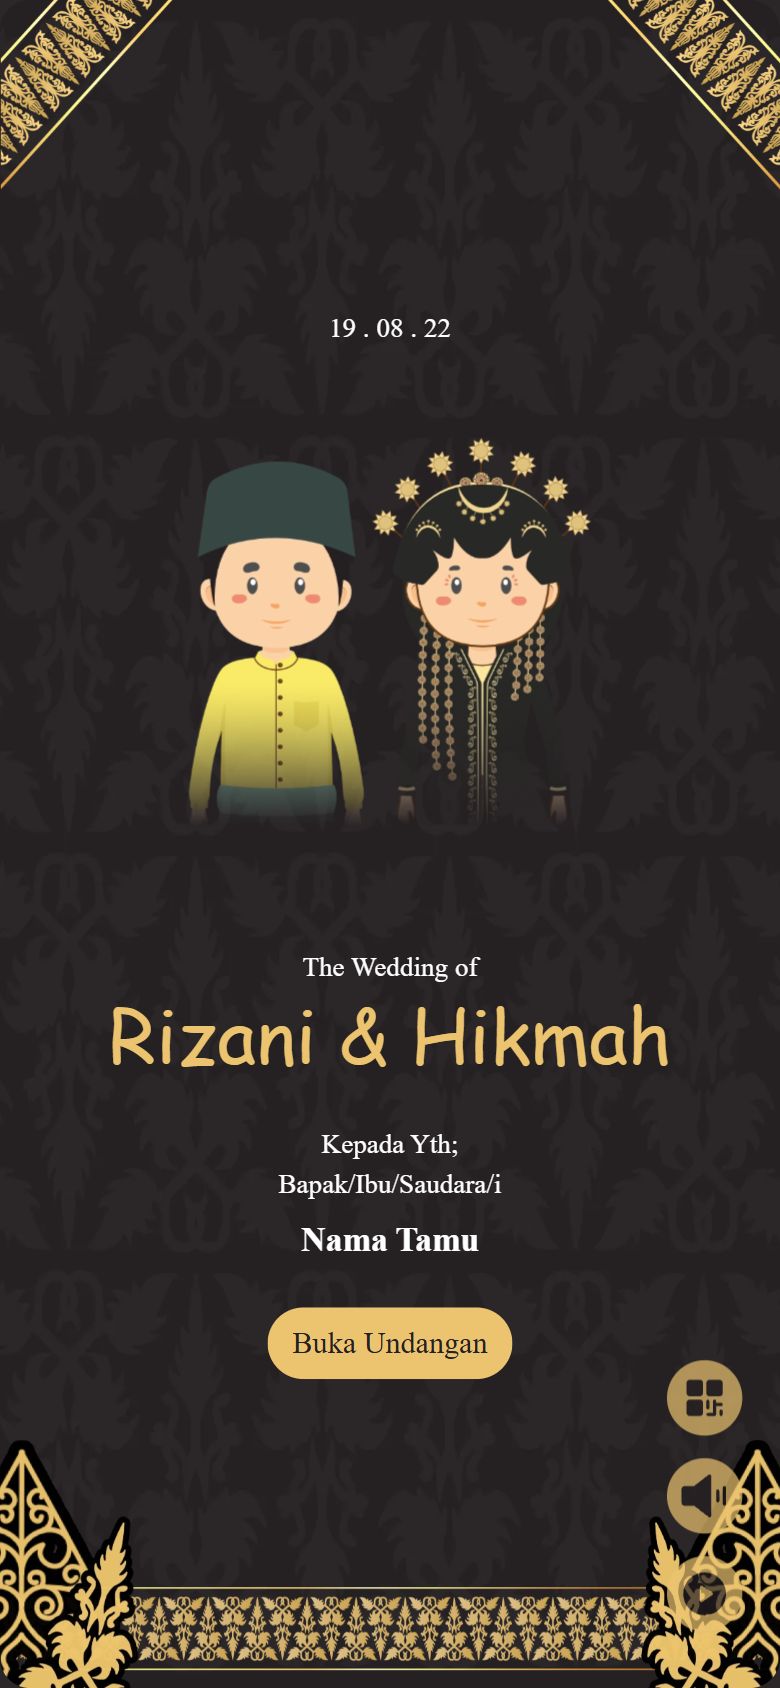 19 . 08 . 22
The Wedding of
Rizani & Hikmah
Kepada Yth;
Bapak/Ibu/Saudara/i
Nama Tamu
Buka Undangan